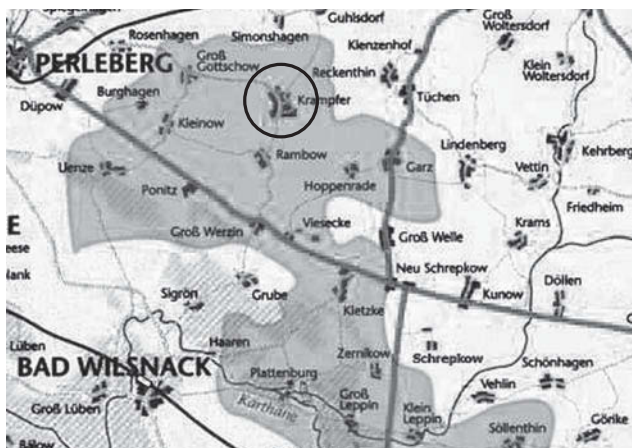 Rosenhagen
Simonshagen
Guhlsdorf
Klenzenhof
Groß
Woltersdorf
PERLEBERG
Groß
Gottschow
Reckenthin
Klein
Woltersdorf
Düpow
Burghagen
Krampfer
Tüchen
Kleinow
Rambow
Lindenberg
Kehrberg
Uenze
Ponitz
Hoppenrade
Garz
Vettin
Friedheim
E
Groß Werzin
Viesecke
Groß Welle
Krams
Neu Schrepkow
Sigrön
Grube
Kletzke
Kunow
Döllen
Lüben
Haaren
Zernikow
Schrepkow
Schönhagen
BAD WILSNACK
Plattenburg
Groß Lüben
Karthane
Groß
Leppin
Klein
Leppin
Vehlin
Söllenthin
Görike
Bälow